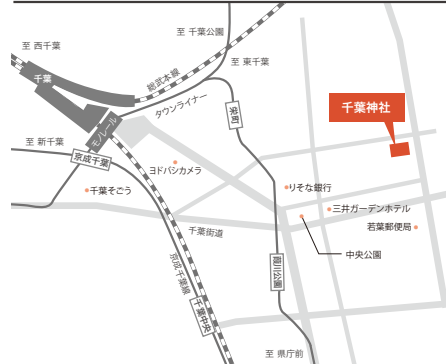 至 千葉公園
至 西千葉
総武本線
至 東千葉
千葉
タウンライナー
千葉神社
栄町
モノレール
至 新千葉
京成千葉
ヨドバシカメラ
千葉そごう
りそな銀行
三井ガーデンホテル
若葉郵便局
千葉街道
中央公園
京成千葉線
葭川公園
千葉中央
至 県庁前